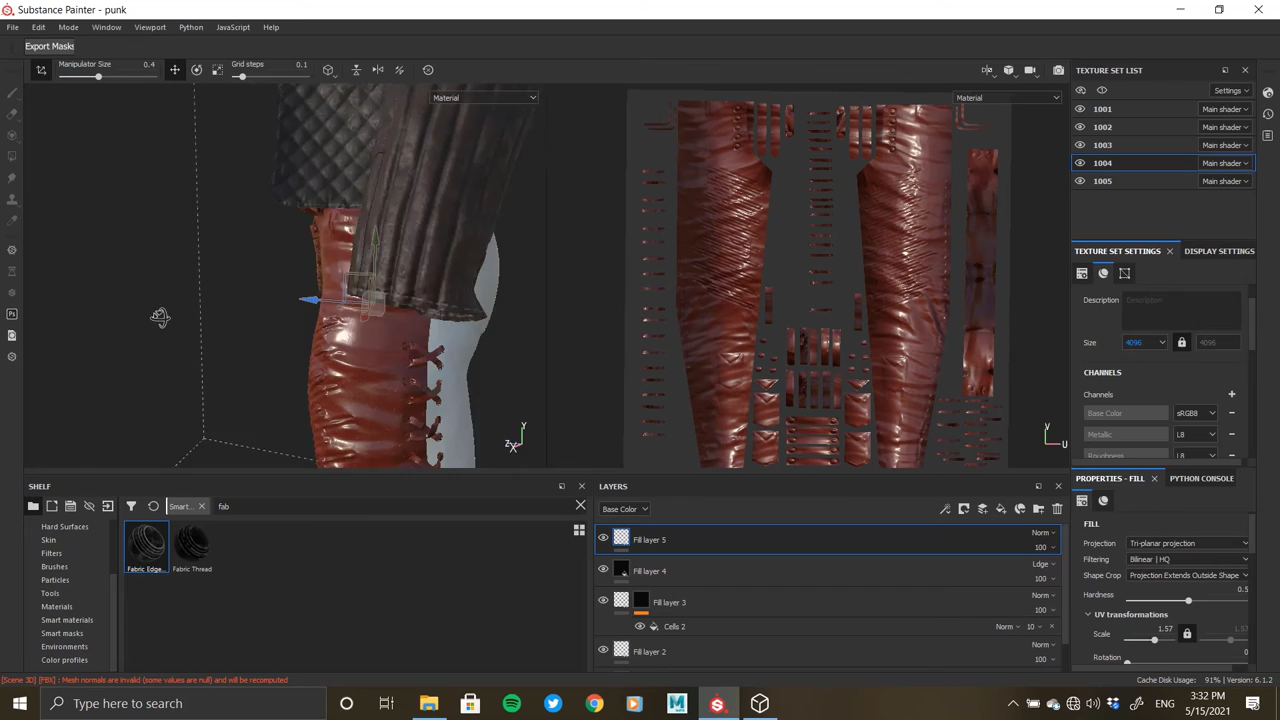 Substance Painter - punk
File Edit Mode Window Viewport Python JavaScript Help
Export Masks
Manipulator Size 0.4 Grid steps 0.1
Material
Material
Z X Y
V U
TEXTURE SET LIST
Settings
1001 Main shader
1002 Main shader
1003 Main shader
1004 Main shader
1005 Main shader
TEXTURE SET SETTINGS DISPLAY SETTINGS
Description Description
Size 4096 4096
CHANNELS
Channels
Base Color sRGB8
Metallic L8
Roughness L8
PROPERTIES - FILL PYTHON CONSOLE
FILL
Projection Tri-planar projection
Filtering Bilinear | HQ
Shape Crop Projection Extends Outside Shape
Hardness 0.5
UV transformations
Scale 1.57 1.57
Rotation 0
SHELF
Smart... fab
Hard Surfaces
Skin
Filters
Brushes
Particles
Tools
Materials
Smart materials
Smart masks
Environments
Color profiles
Fabric Edge... Fabric Thread
LAYERS
Base Color
Fill layer 5 Norm 100
Fill layer 4 Ldge 100
Fill layer 3 Norm 100
Cells 2 Norm 10
Fill layer 2 Norm 100
[Scene 3D] [FBX] : Mesh normals are invalid (some values are null) and will be recomputed
Cache Disk Usage: 91% | Version: 6.1.2
Type here to search
ENG
3:32 PM
5/15/2021